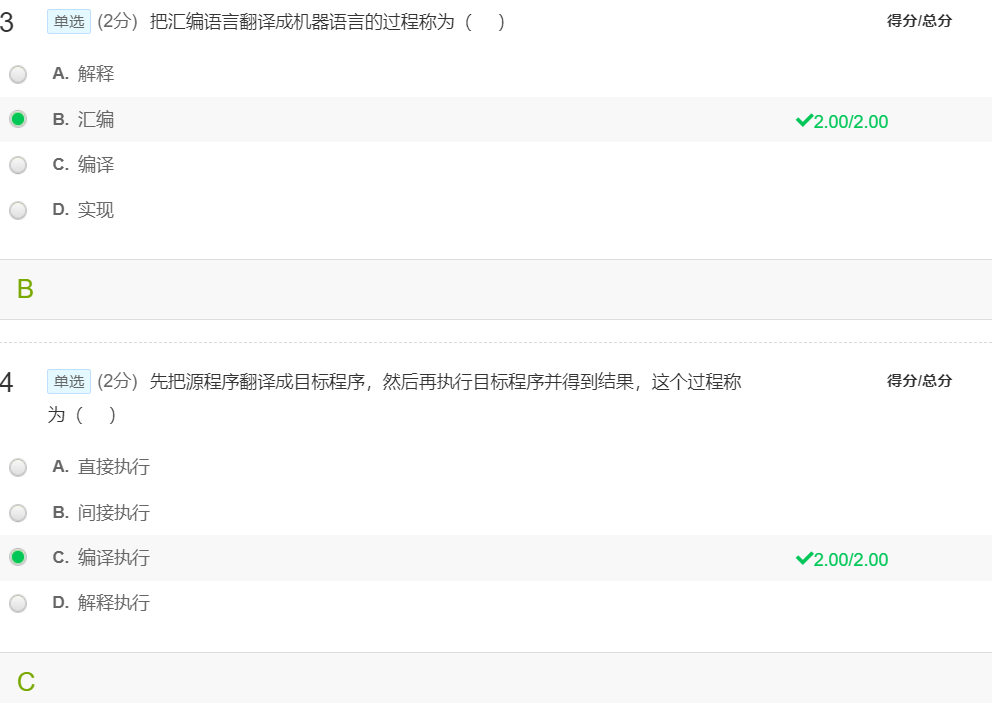 3 单选 (2分) 把汇编语言翻译成机器语言的过程称为（ ） 得分/总分
A. 解释
B. 汇编 2.00/2.00
C. 编译
D. 实现
B
4 单选 (2分) 先把源程序翻译成目标程序，然后再执行目标程序并得到结果，这个过程称 得分/总分
为（ ）
A. 直接执行
B. 间接执行
C. 编译执行 2.00/2.00
D. 解释执行
C